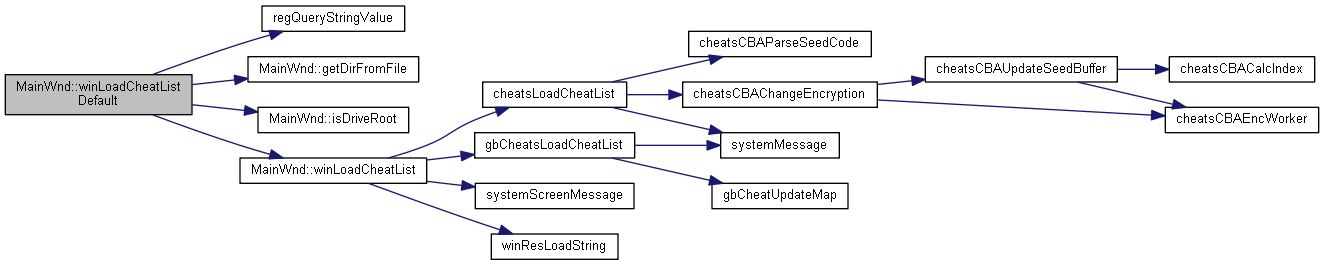 MainWnd::winLoadCheatList
Default
regQueryStringValue
MainWnd::getDirFromFile
MainWnd::isDriveRoot
MainWnd::winLoadCheatList
cheatsLoadCheatList
gbCheatsLoadCheatList
systemScreenMessage
winResLoadString
cheatsCBAParseSeedCode
cheatsCBAChangeEncryption
systemMessage
gbCheatUpdateMap
cheatsCBAUpdateSeedBuffer
cheatsCBACalcIndex
cheatsCBAEncWorker